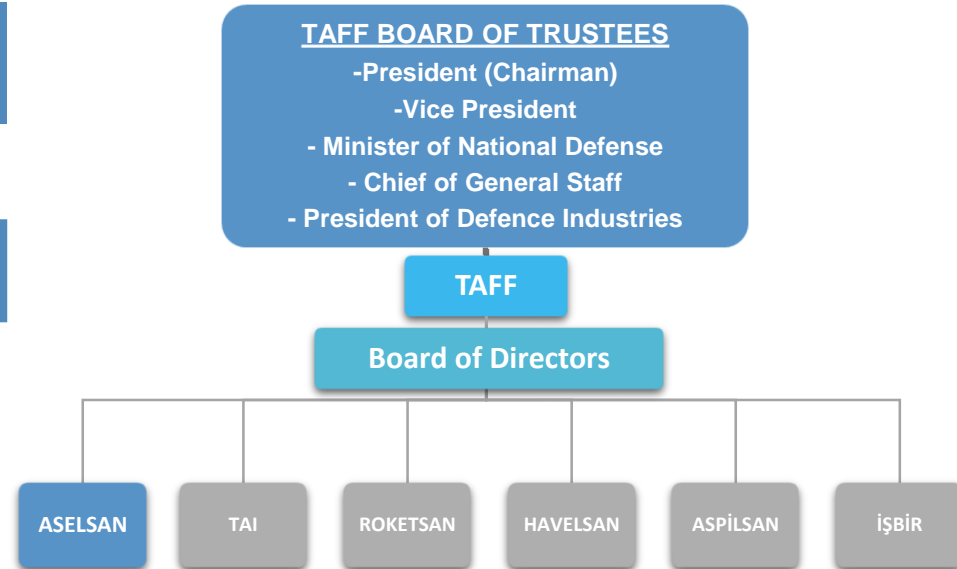 TAFF BOARD OF TRUSTEES
-President (Chairman)
-Vice President
- Minister of National Defense
- Chief of General Staff
- President of Defence Industries
TAFF
Board of Directors
ASELSAN
TAI
ROKETSAN
HAVELSAN
ASPİLSAN
İŞBİR